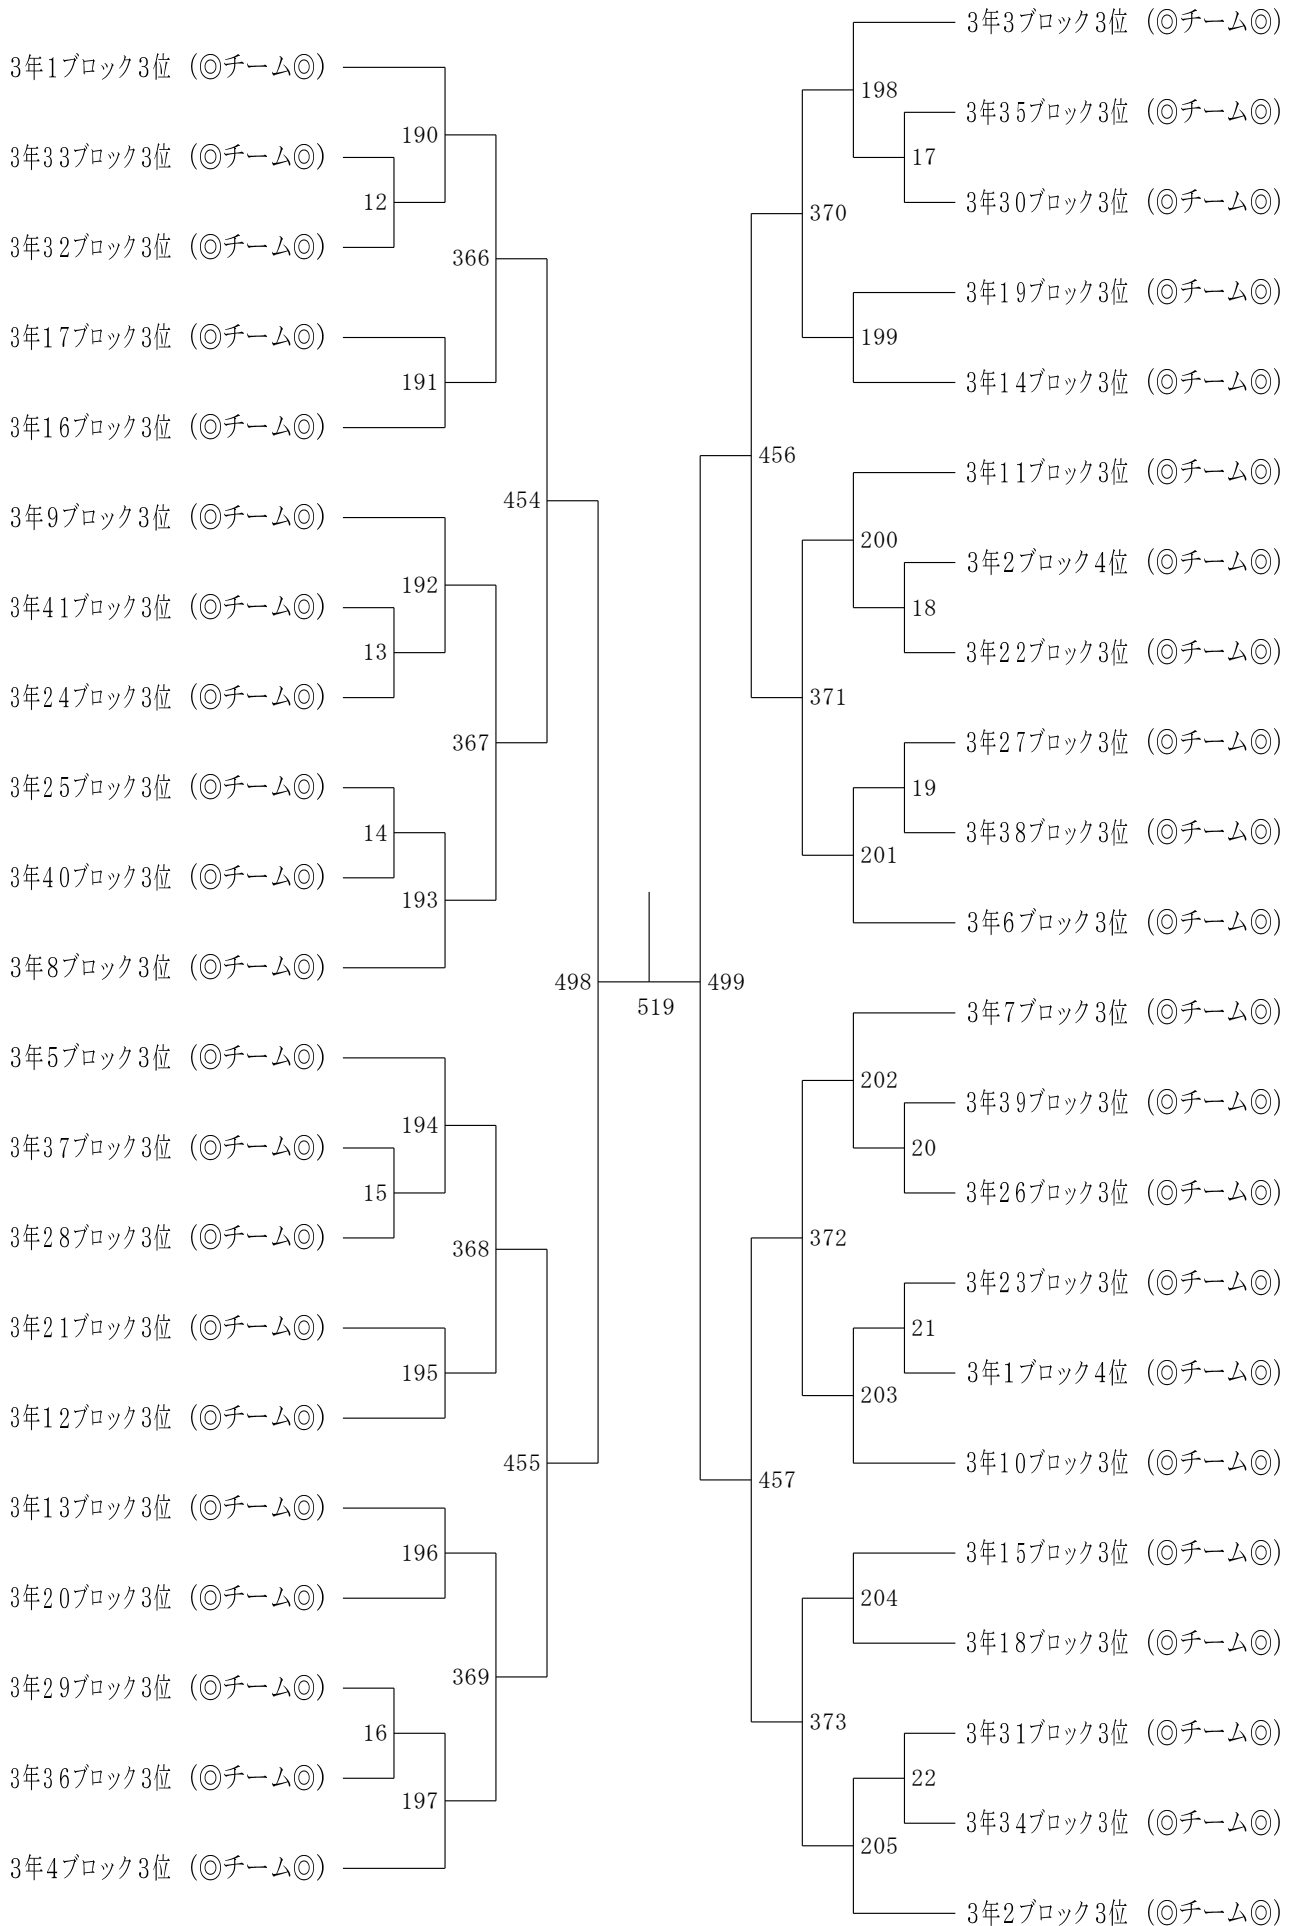 3年1ブロック3位 (◎チーム◎)
190
3年33ブロック3位 (◎チーム◎)
12
3年32ブロック3位 (◎チーム◎)
366
3年17ブロック3位 (◎チーム◎)
191
3年16ブロック3位 (◎チーム◎)
454
3年9ブロック3位 (◎チーム◎)
192
3年41ブロック3位 (◎チーム◎)
13
3年24ブロック3位 (◎チーム◎)
367
3年25ブロック3位 (◎チーム◎)
14
3年40ブロック3位 (◎チーム◎)
193
3年8ブロック3位 (◎チーム◎)
498
3年5ブロック3位 (◎チーム◎)
194
3年37ブロック3位 (◎チーム◎)
15
3年28ブロック3位 (◎チーム◎)
368
3年21ブロック3位 (◎チーム◎)
195
3年12ブロック3位 (◎チーム◎)
455
3年13ブロック3位 (◎チーム◎)
196
3年20ブロック3位 (◎チーム◎)
369
3年29ブロック3位 (◎チーム◎)
16
3年36ブロック3位 (◎チーム◎)
197
3年4ブロック3位 (◎チーム◎)
519
3年3ブロック3位 (◎チーム◎)
198
3年35ブロック3位 (◎チーム◎)
17
3年30ブロック3位 (◎チーム◎)
370
3年19ブロック3位 (◎チーム◎)
199
3年14ブロック3位 (◎チーム◎)
456
3年11ブロック3位 (◎チーム◎)
200
3年2ブロック4位 (◎チーム◎)
18
3年22ブロック3位 (◎チーム◎)
371
3年27ブロック3位 (◎チーム◎)
19
3年38ブロック3位 (◎チーム◎)
201
3年6ブロック3位 (◎チーム◎)
499
3年7ブロック3位 (◎チーム◎)
202
3年39ブロック3位 (◎チーム◎)
20
3年26ブロック3位 (◎チーム◎)
372
3年23ブロック3位 (◎チーム◎)
21
3年1ブロック4位 (◎チーム◎)
203
3年10ブロック3位 (◎チーム◎)
457
3年15ブロック3位 (◎チーム◎)
204
3年18ブロック3位 (◎チーム◎)
373
3年31ブロック3位 (◎チーム◎)
22
3年34ブロック3位 (◎チーム◎)
205
3年2ブロック3位 (◎チーム◎)